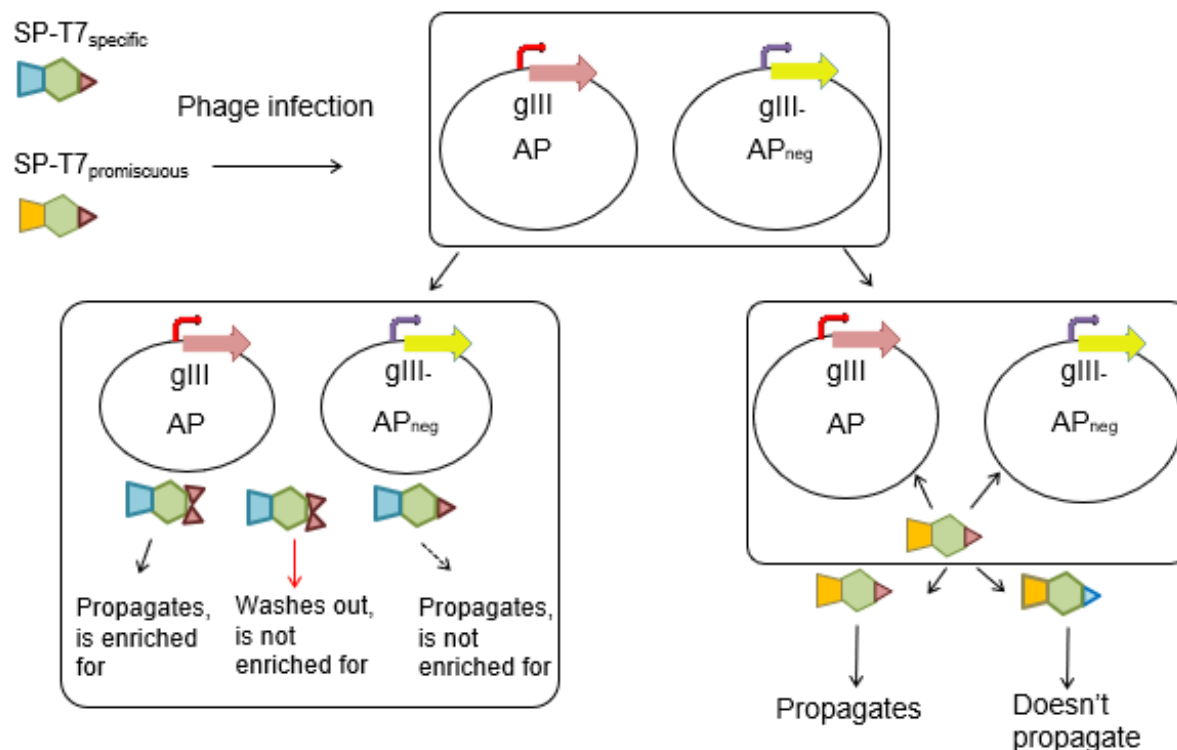 SP-T7specific
Phage infection
SP-T7promiscuous
gIII
AP
gIII-
APneg
gIII
AP
gIII-
APneg
Propagates,
is enriched
for
Washes out,
is not
enriched for
Propagates,
is not
enriched for
gIII
AP
gIII-
APneg
Propagates
Doesn't
propagate